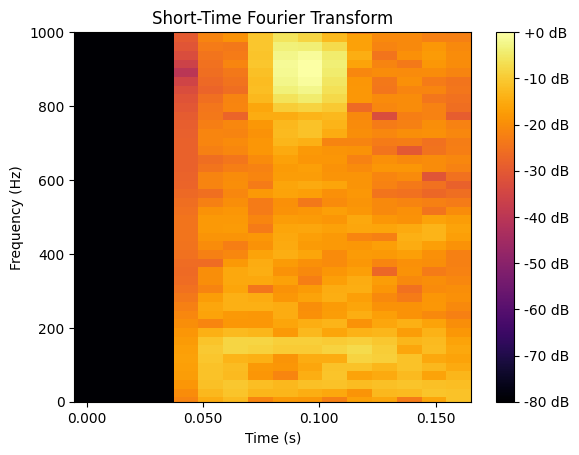 Short-Time Fourier Transform
Frequency (Hz)
1000
800
600
400
200
0
0.000
0.050
0.100
0.150
Time (s)
+0 dB
-10 dB
-20 dB
-30 dB
-40 dB
-50 dB
-60 dB
-70 dB
-80 dB